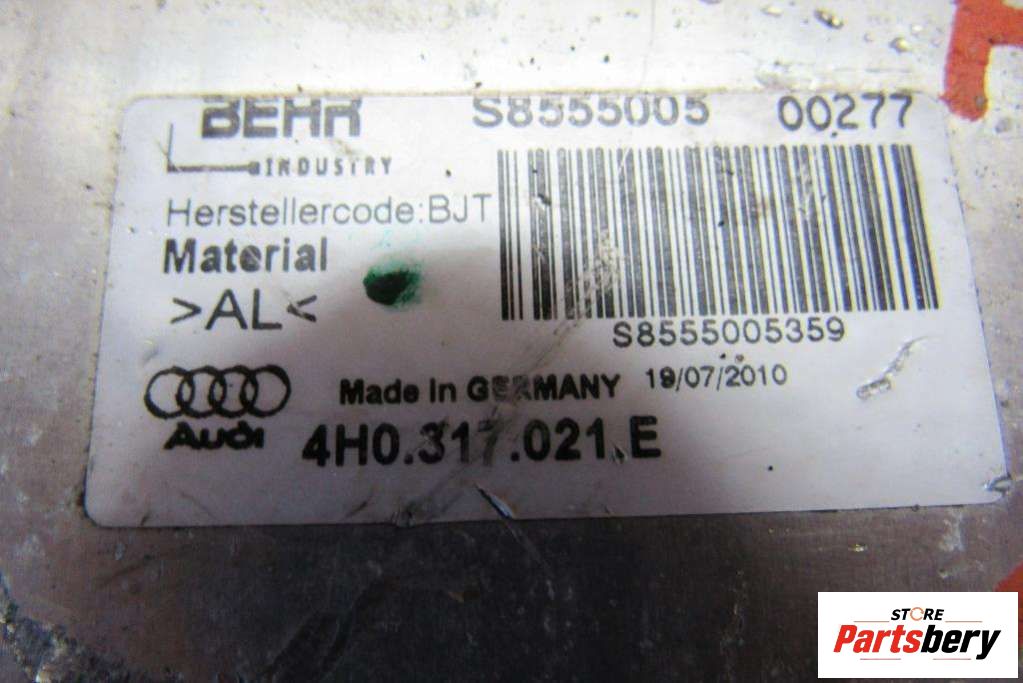 BEHR S8555005 00277
INDUSTRY
Herstellercode:BJT
Material
>AL<
S8555005359
Made in GERMANY 19/07/2010
Audi 4H0.317.021.E
STORE
Partsbery